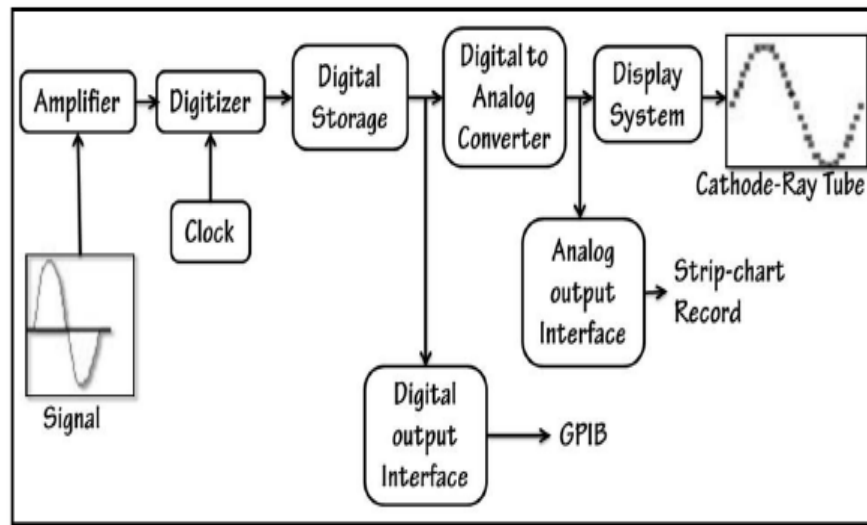 Amplifier
Digitizer
Digital
Storage
Digital to
Analog
Converter
Display
System
Cathode-Ray Tube
Clock
Signal
Analog
output
Interface
Strip-chart
Record
Digital
output
Interface
GPIB